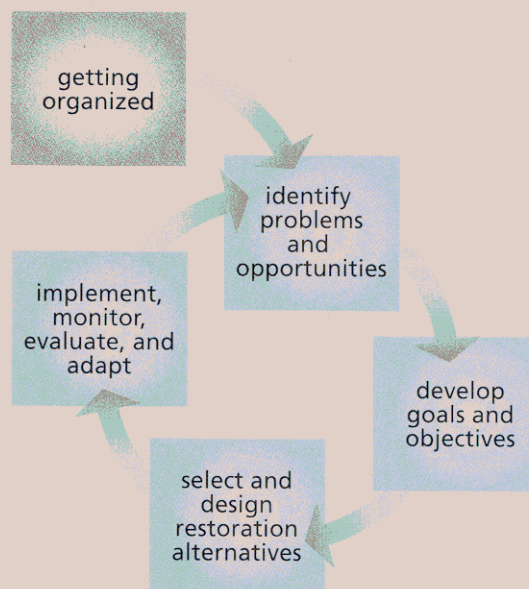 getting
organized
identify
problems
and
opportunities
develop
goals and
objectives
select and
design
restoration
alternatives
implement,
monitor,
evaluate, and
adapt